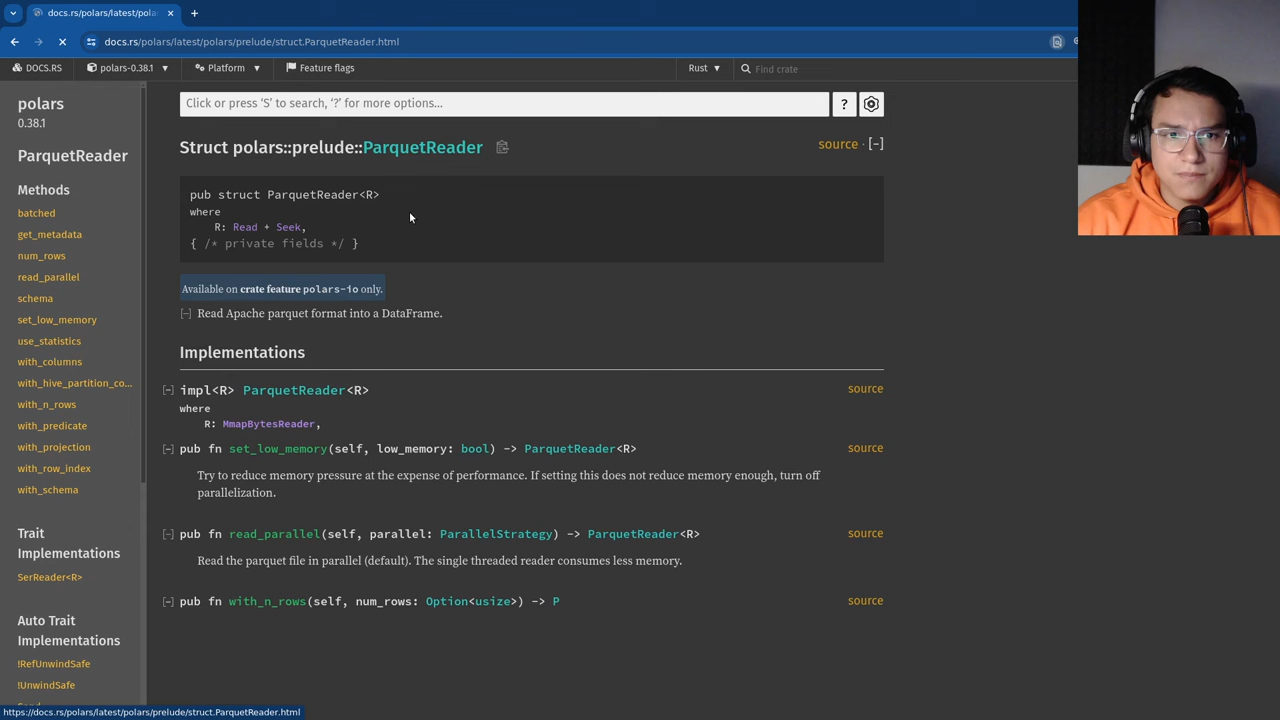 docs.rs/polars/latest/pola
docs.rs/polars/latest/polars/prelude/struct.ParquetReader.html
DOCS.RS
polars-0.38.1
Platform
Feature flags
Rust
Find crate
polars
0.38.1
ParquetReader
Methods
batched
get_metadata
num_rows
read_parallel
schema
set_low_memory
use_statistics
with_columns
with_hive_partition_co...
with_n_rows
with_predicate
with_projection
with_row_index
with_schema
Trait
Implementations
SerReader<R>
Auto Trait
Implementations
!RefUnwindSafe
!UnwindSafe
Send
Click or press ‘S’ to search, ‘?’ for more options…
?
Struct polars::prelude::ParquetReader
source · [-]
pub struct ParquetReader<R>
where
R: Read + Seek,
{ /* private fields */ }
Available on crate feature polars-io only.
[-] Read Apache parquet format into a DataFrame.
Implementations
[-] impl<R> ParquetReader<R>
source
where
R: MmapBytesReader,
[-] pub fn set_low_memory(self, low_memory: bool) -> ParquetReader<R>
source
Try to reduce memory pressure at the expense of performance. If setting this does not reduce memory enough, turn off
parallelization.
[-] pub fn read_parallel(self, parallel: ParallelStrategy) -> ParquetReader<R>
source
Read the parquet file in parallel (default). The single threaded reader consumes less memory.
[-] pub fn with_n_rows(self, num_rows: Option<usize>) -> P
source
https://docs.rs/polars/latest/polars/prelude/struct.ParquetReader.html